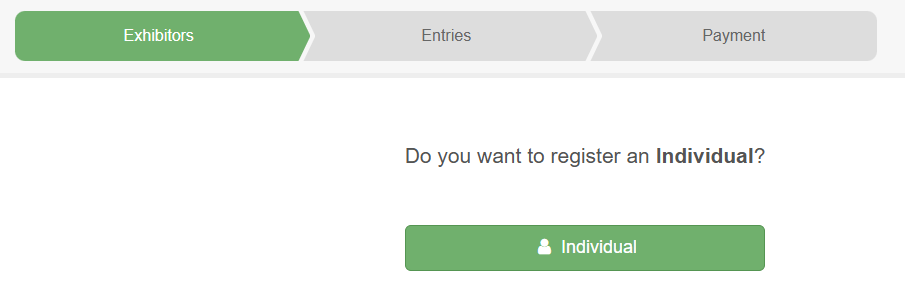 Exhibitors
Entries
Payment
Do you want to register an Individual?
Individual